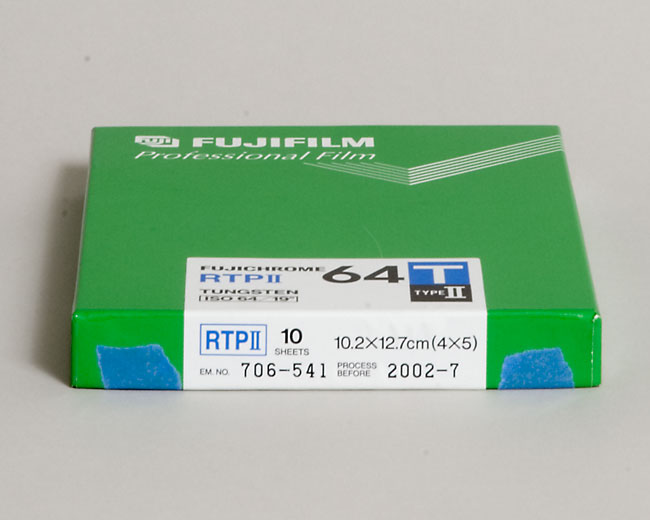 FUJI FUJIFILM
Professional Film
FUJICHROME 64 T
RTPII
TUNGSTEN TYPE II
ISO 64/19°
RTPII 10 SHEETS 10.2×12.7cm(4×5)
EM. NO. 706-541 PROCESS BEFORE 2002-7